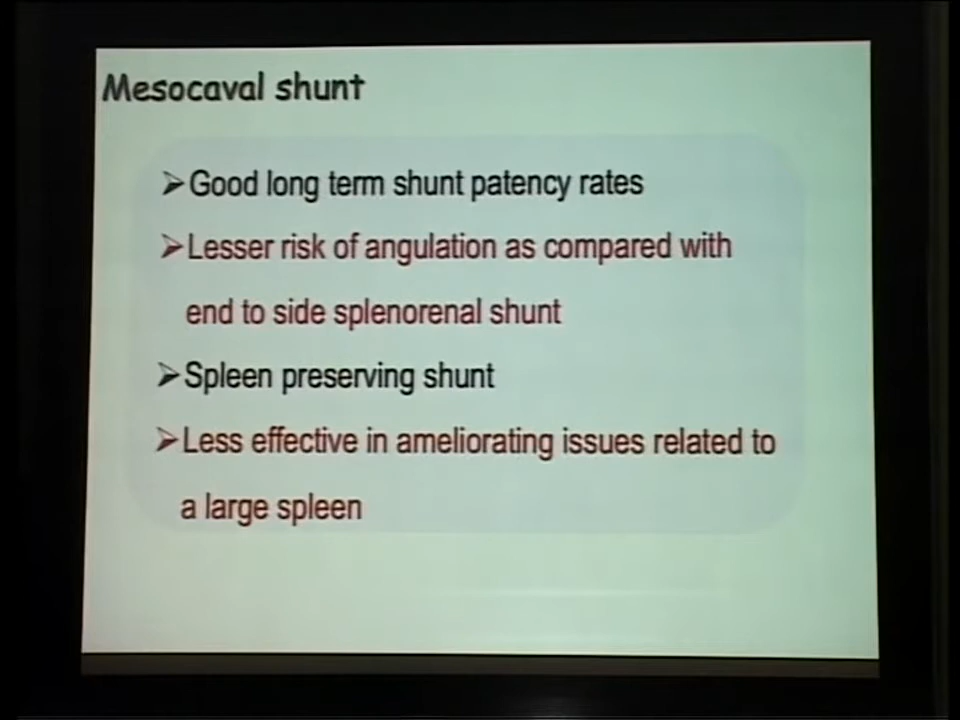 Mesocaval shunt
➢Good long term shunt patency rates
➢Lesser risk of angulation as compared with
end to side splenorenal shunt
➢Spleen preserving shunt
➢Less effective in ameliorating issues related to
a large spleen